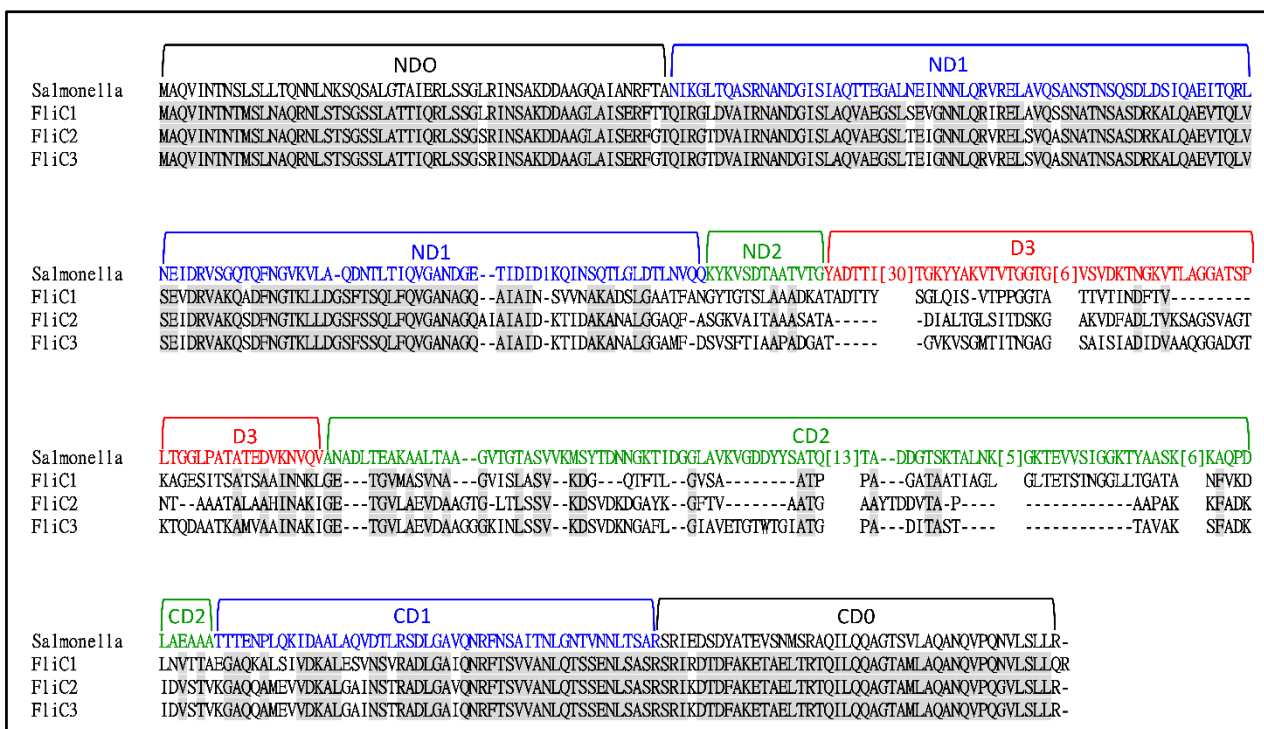 ND0 ND1
Salmonella MAQVINTNSLSLLTQNNLNKSQSALGTAIERLSSGLRINSAKDDAAGQAIANRFTANIKGLTQASRNANDGISIAQTTEGALNEINNNLQRVRELAVQSANSTNSQSDLDSIQAEITQRL
FliC1 MAQVINTNTMSLNAQRNLSTSGSSLATTIQRLSSGLRINSAKDDAAGLAISERFTTQIRGLDVAIRNANDGISLAQVAEGSLSEVGNNLQRIRELAVQSSNATNSASDRKALQAEVTQLV
FliC2 MAQVINTNTMSLNAQRNLSTSGSSLATTIQRLSSGSRINSAKDDAAGLAISERFGTQIRGTDVAIRNANDGISLAQVAEGSLTEIGNNLQRVRELSVQASNATNSASDRKALQAEVTQLV
FliC3 MAQVINTNTMSLNAQRNLSTSGSSLATTIQRLSSGSRINSAKDDAAGLAISERFGTQIRGTDVAIRNANDGISLAQVAEGSLTEIGNNLQRVRELSVQASNATNSASDRKALQAEVTQLV
ND1 ND2 D3
Salmonella NEIDRVSGQTQFNGVKVLA-QDNTLTIQVGANDGE--TIDIDlKQINSQTLGLDTLNVQQKYKVSDTAATVTGYADTTI[30]TGKYYAKVTVTGGTG[6]VSVDKTNGKVTLAGGATSP
FliC1 SEVDRVAKQADFNGTKLLDGSFTSQLFQVGANAGQ--AIAIN-SVVNAKADSLGAATFANGYTGTSLAAADKATADTTY SGLQIS-VTPPGGTA TTVTINDFTV---------
FliC2 SEIDRVAKQSDFNGTKLLDGSFSSQLFQVGANAGQAIAIAID-KTIDAKANALGGAQF-ASGKVAITAAASATA----- -DIALTGLSITDSKG AKVDFADLTVKSAGSVAGT
FliC3 SEIDRVAKQSDFNGTKLLDGSFSSQLFQVGANAGQ--AIAID-KTIDAKANALGGAMF-DSVSFTIAAPADGAT----- -GVKVSGMTITNGAG SAISIADIDVAAQGGADGT
D3 CD2
Salmonella LTGGLPATATEDVKNVQVANADLTEAKAALTAA--GVTGTASVVKMSYTDNNGKTIDGGLAVKVGDDYYSATQ[13]TA--DDGTSKTALNK[5]GKTEVVSIGGKTYAASK[6]KAQPD
FliC1 KAGESITSATSAAINNKLGE---TGVMASVNA---GVISLASV--KDG--QTFTL--GVSA-------ATP PA---GATAATIAGL GLTETSTNGGLLTGATA NFVKD
FliC2 NT--AAATALAAHINAKIGE---TGVLAEVDAAGTG-LTLSSV--KDSVDKDGAYK--GFTV------AATG AAYTDDVTA-P---- ----------AAPAK KFADK
FliC3 KTQDAATKAMVAAINAKIGE---TGVLAEVDAAGGGKINLSSV--KDSVDKNGAFL--GIAVETGTWTGIATG PA---DITAST---- ----------TAVAK SFADK
CD2 CD1 CD0
Salmonella LAEAAATTTENPLQKIDAALAQVDTLRSDLGAVQNRFNSAITNLGNTVNNLTSARSRIEDSDYATEVSNMSRAQILQQAGTSVLAQANQVPQNVLSLLR-
FliC1 LNVTTAEGAQKALSIVDKALESVNSVRADLGAIQNRFTSVVANLQTSSENLSASRSRIRDTDFAKETAELTRTQILQQAGTAMLAQANQVPQNVLSLLQR
FliC2 IDVSTVKGAQQAMEVVDKALGAINSTRADLGAVQNRFTSVVANLQTSSENLSASRSRIKDTDFAKETAELTRTQILQQAGTAMLAQANQVPQGVLSLLR-
FliC3 IDVSTVKGAQQAMEVVDKALGAINSTRADLGAIQNRFTSVVANLQTSSENLSASRSRIKDTDFAKETAELTRTQILQQAGTAMLAQANQVPQGVLSLLR-